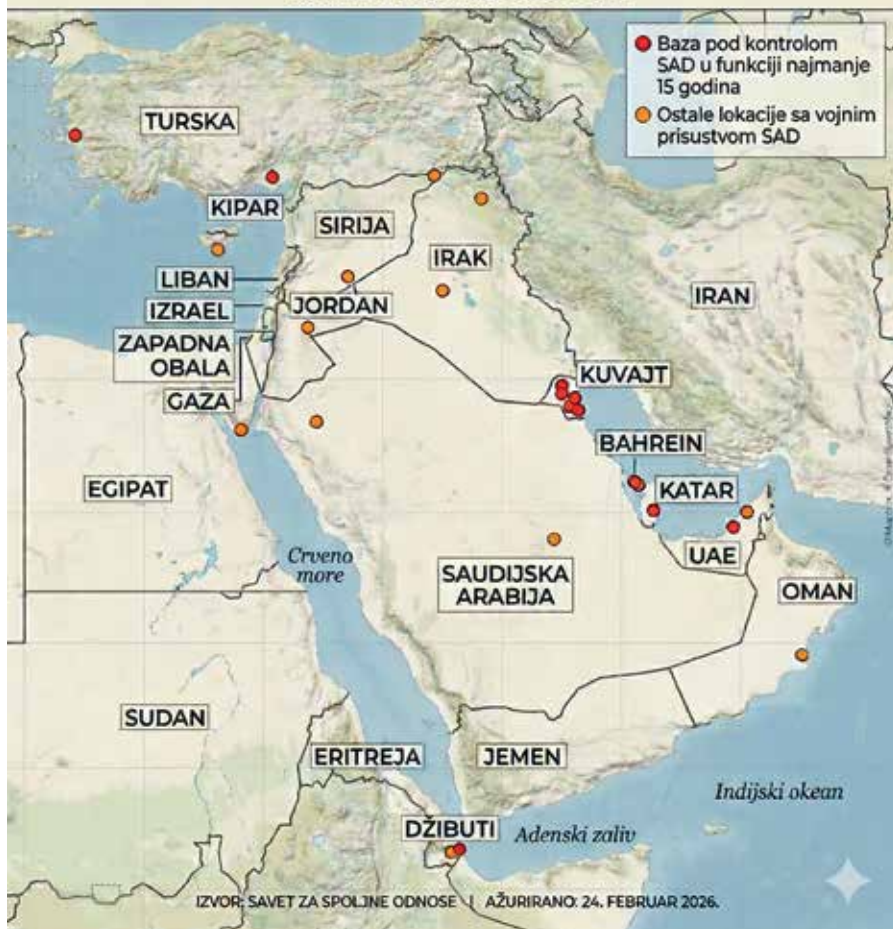 Baza pod kontrolom
SAD u funkciji najmanje
15 godina
Ostale lokacije sa vojnim
prisustvom SAD
TURSKA
KIPAR
SIRIJA
IRAK
IRAN
LIBAN
IZRAEL
JORDAN
ZAPADNA
OBALA
GAZA
KUVAJT
BAHREIN
EGIPAT
KATAR
Crveno
more
SAUDIJSKA
ARABIJA
UAE
OMAN
SUDAN
ERITREJA
JEMEN
Indijski okean
DŽIBUTI
Adenski zaliv
IZVOR: SAVET ZA SPOLJNE ODNOSE | AŽURIRANO: 24. FEBRUAR 2026.